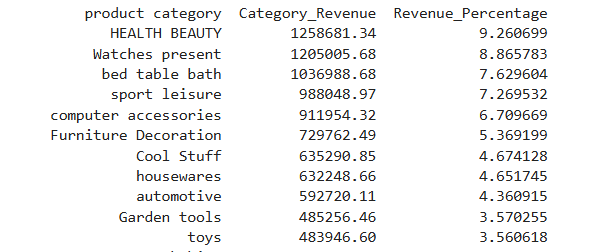 product category Category_Revenue Revenue_Percentage
HEALTH BEAUTY 1258681.34 9.260699
Watches present 1205005.68 8.865783
bed table bath 1036988.68 7.629604
sport leisure 988048.97 7.269532
computer accessories 911954.32 6.709669
Furniture Decoration 729762.49 5.369199
Cool Stuff 635290.85 4.674128
housewares 632248.66 4.651745
automotive 592720.11 4.360915
Garden tools 485256.46 3.570255
toys 483946.60 3.560618